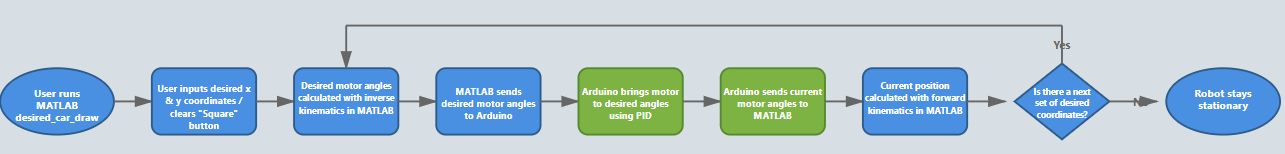 User runs
MATLAB
desired_car_draw
User inputs desired x
& y coordinates /
clears "Square"
button
Desired motor angles
calculated with inverse
kinematics in MATLAB
MATLAB sends
desired motor angles
to Arduino
Arduino brings motor
to desired angles
using PID
Arduino sends current
motor angles to
MATLAB
Current position
calculated with forward
kinematics in MATLAB
Is there a next
set of desired
coordinates?
Yes
No
Robot stays
stationary